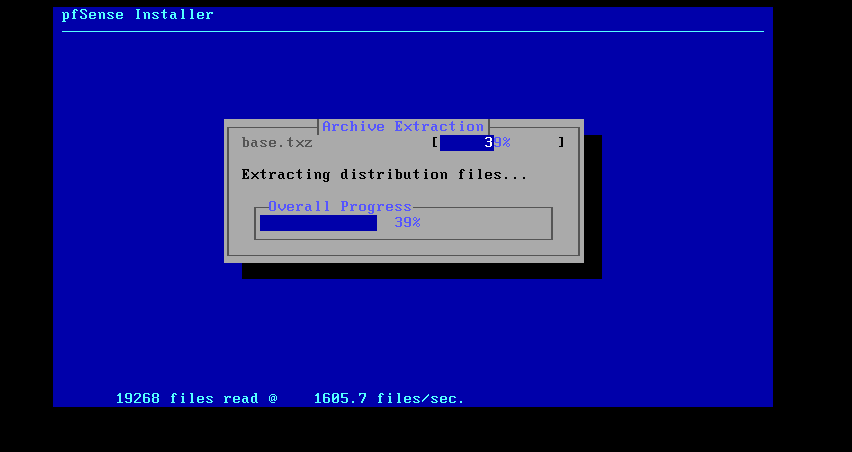 pfSense Installer
Archive Extraction
base.txz [ 39% ]
Extracting distribution files...
Overall Progress
39%
19268 files read @ 1605.7 files/sec.